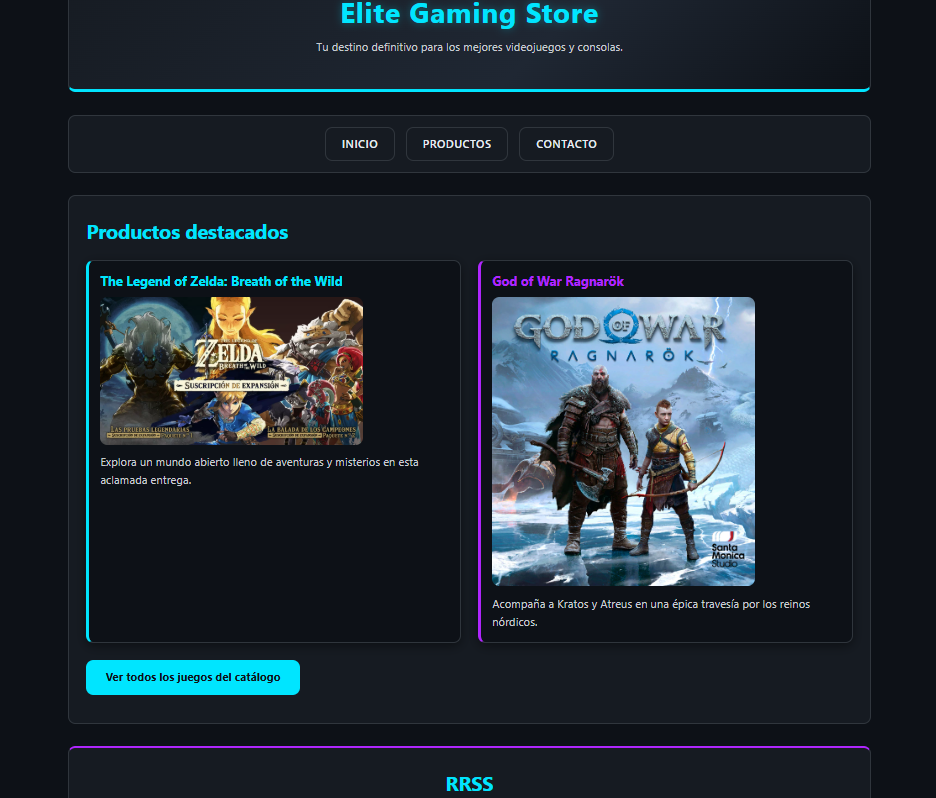 Elite Gaming Store
Tu destino definitivo para los mejores videojuegos y consolas.
INICIO
PRODUCTOS
CONTACTO
Productos destacados
The Legend of Zelda: Breath of the Wild
THE LEGEND OF
ZELDA
BREATH OF THE WILD
SUSCRIPCIÓN DE EXPANSIÓN
LAS PRUEBAS LEGENDARIAS
LA BALADA DE LOS CAMPEONES
Explora un mundo abierto lleno de aventuras y misterios en esta
aclamada entrega.
God of War Ragnarök
GOD OF WAR
RAGNARÖK
Santa
Monica
Studio
Acompaña a Kratos y Atreus en una épica travesía por los reinos
nórdicos.
Ver todos los juegos del catálogo
RRSS